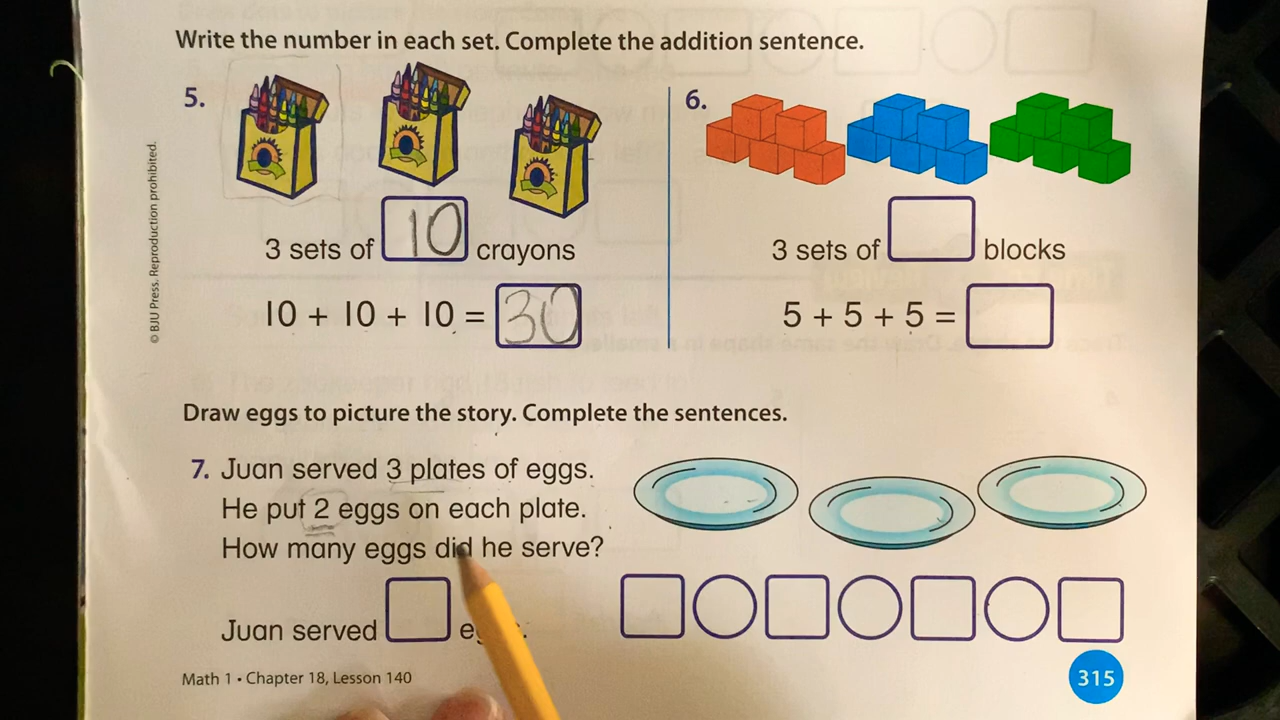 Write the number in each set. Complete the addition sentence.
5.
6.
3 sets of 10 crayons
10 + 10 + 10 = 30
3 sets of blocks
5 + 5 + 5 =
© BJU Press. Reproduction prohibited.
Draw eggs to picture the story. Complete the sentences.
7. Juan served 3 plates of eggs.
He put 2 eggs on each plate.
How many eggs did he serve?
Juan served
Math 1 • Chapter 18, Lesson 140
315